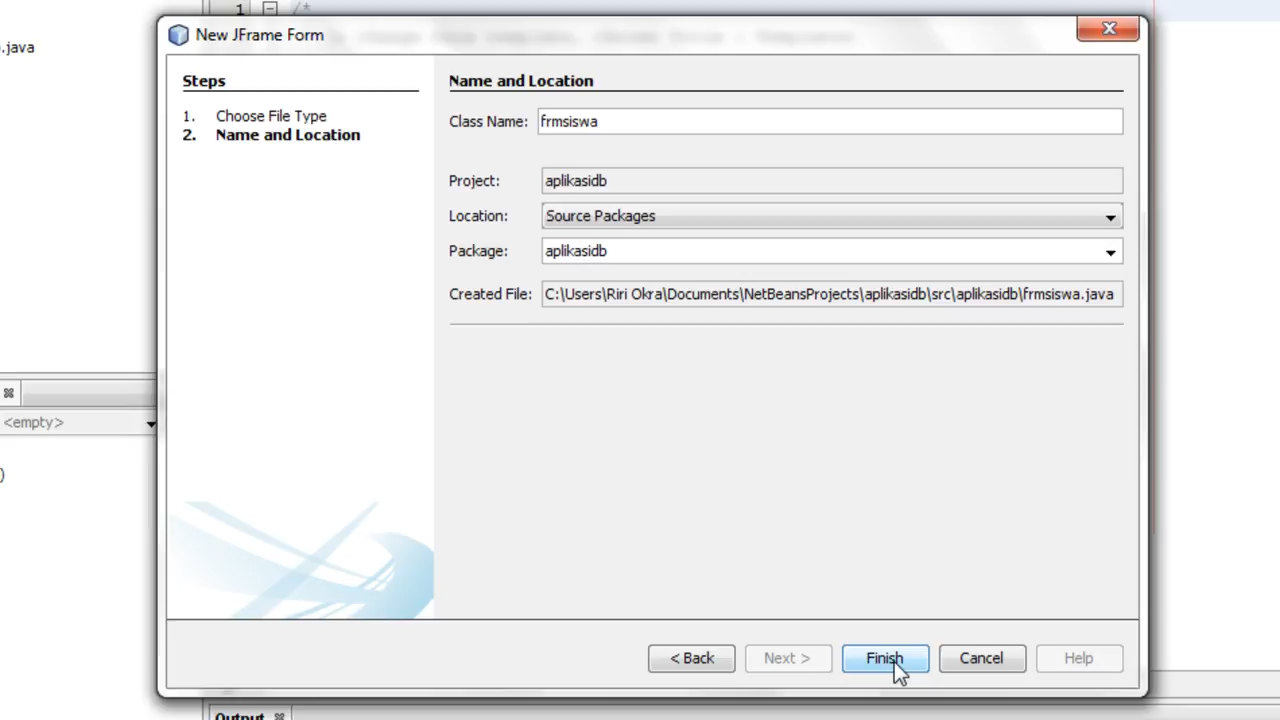 1 /*
.java
New JFrame Form
Steps
1. Choose File Type
2. Name and Location
Name and Location
Class Name: frmsiswa
Project: aplikasidb
Location: Source Packages
Package: aplikasidb
Created File: C:\Users\Riri Okra\Documents\NetBeansProjects\aplikasidb\src\aplikasidb\frmsiswa.java
<empty>
)
< Back Next > Finish Cancel Help
Output